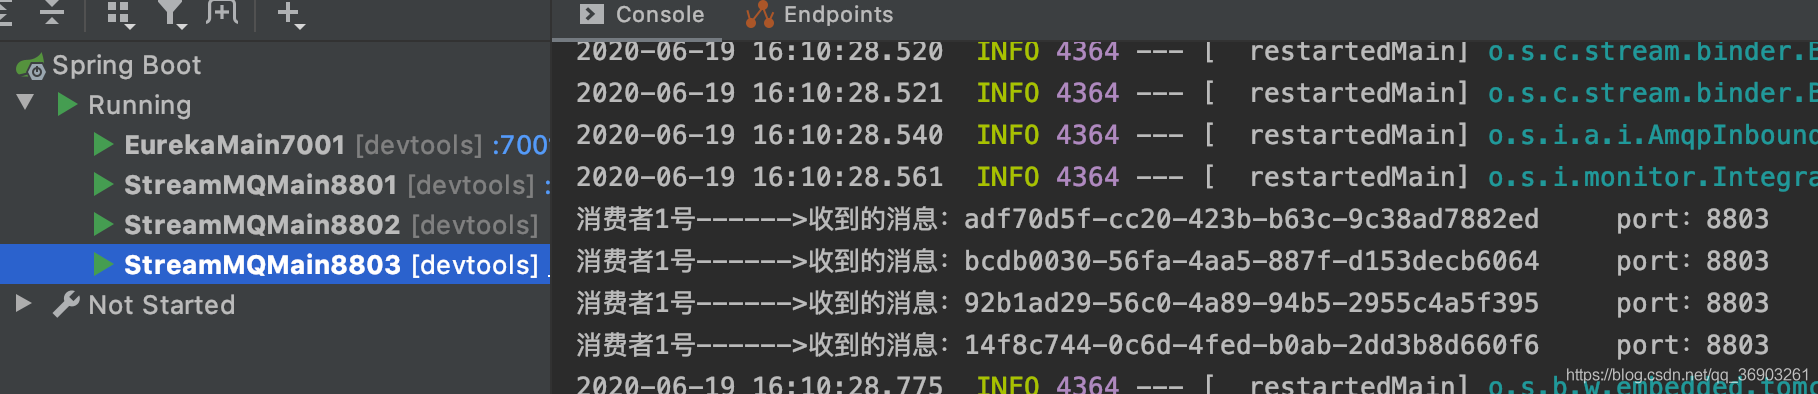 Console
Endpoints
Spring Boot
Running
EurekaMain7001 [devtools] :700
StreamMQMain8801 [devtools] :
StreamMQMain8802 [devtools]
StreamMQMain8803 [devtools]
Not Started
2020-06-19 16:10:28.520 INFO 4364 --- [ restartedMain] o.s.c.stream.binder.B
2020-06-19 16:10:28.521 INFO 4364 --- [ restartedMain] o.s.c.stream.binder.B
2020-06-19 16:10:28.540 INFO 4364 --- [ restartedMain] o.s.i.a.i.AmqpInbound
2020-06-19 16:10:28.561 INFO 4364 --- [ restartedMain] o.s.i.monitor.Integra
消费者1号------>收到的消息：adf70d5f-cc20-423b-b63c-9c38ad7882ed port：8803
消费者1号------>收到的消息：bcdb0030-56fa-4aa5-887f-d153decb6064 port：8803
消费者1号------>收到的消息：92b1ad29-56c0-4a89-94b5-2955c4a5f395 port：8803
消费者1号------>收到的消息：14f8c744-0c6d-4fed-b0ab-2dd3b8d660f6 port：8803
2020-06-19 16:10:28.775 INFO 4364 --- [ restartedMain] o.s.b.w.embedded.tomc
https://blog.csdn.net/qq_36903261